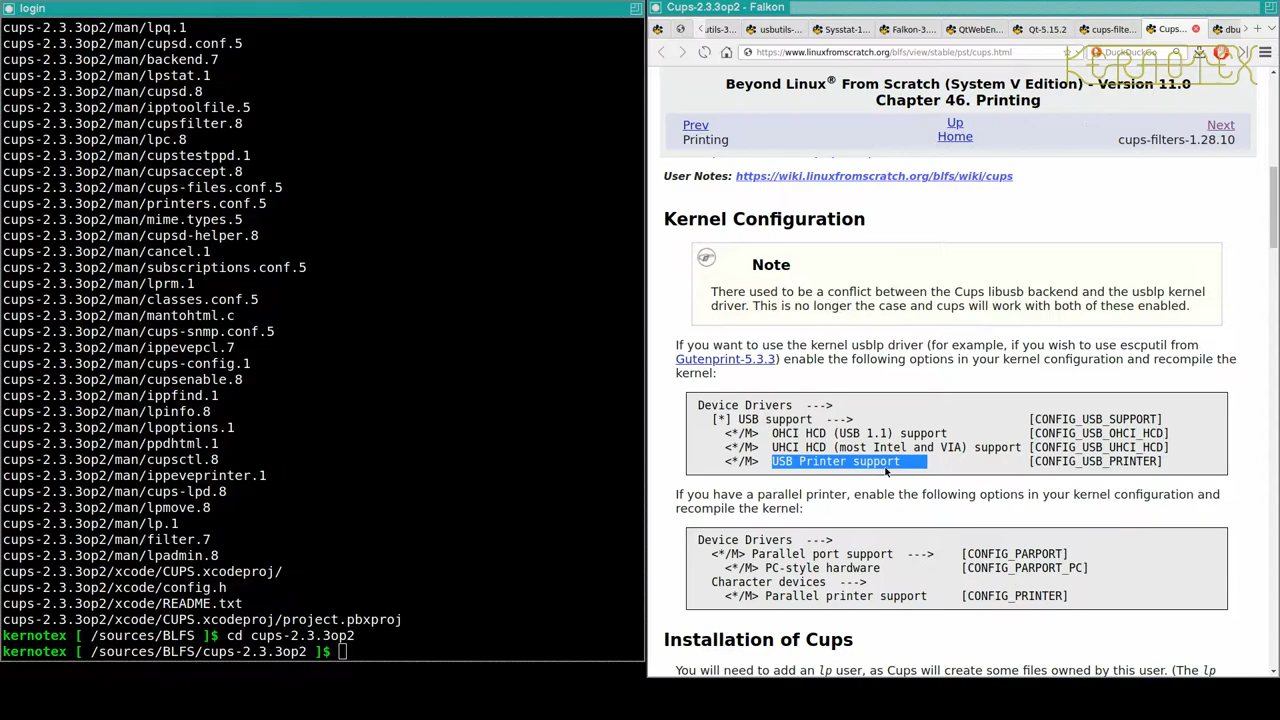 login
cups-2.3.3op2/man/lpq.1
cups-2.3.3op2/man/cupsd.conf.5
cups-2.3.3op2/man/backend.7
cups-2.3.3op2/man/lpstat.1
cups-2.3.3op2/man/cupsd.8
cups-2.3.3op2/man/ipptoolfile.5
cups-2.3.3op2/man/cupsfilter.8
cups-2.3.3op2/man/lpc.8
cups-2.3.3op2/man/cupstestppd.1
cups-2.3.3op2/man/cupsaccept.8
cups-2.3.3op2/man/cups-files.conf.5
cups-2.3.3op2/man/printers.conf.5
cups-2.3.3op2/man/mime.types.5
cups-2.3.3op2/man/cupsd-helper.8
cups-2.3.3op2/man/cancel.1
cups-2.3.3op2/man/subscriptions.conf.5
cups-2.3.3op2/man/lprm.1
cups-2.3.3op2/man/classes.conf.5
cups-2.3.3op2/man/mantohtml.c
cups-2.3.3op2/man/cups-snmp.conf.5
cups-2.3.3op2/man/ippevepcl.7
cups-2.3.3op2/man/cups-config.1
cups-2.3.3op2/man/cupsenable.8
cups-2.3.3op2/man/ippfind.1
cups-2.3.3op2/man/lpinfo.8
cups-2.3.3op2/man/lpoptions.1
cups-2.3.3op2/man/ppdhtml.1
cups-2.3.3op2/man/cupsctl.8
cups-2.3.3op2/man/ippeveprinter.1
cups-2.3.3op2/man/cups-lpd.8
cups-2.3.3op2/man/lpmove.8
cups-2.3.3op2/man/lp.1
cups-2.3.3op2/man/filter.7
cups-2.3.3op2/man/lpadmin.8
cups-2.3.3op2/xcode/CUPS.xcodeproj/
cups-2.3.3op2/xcode/config.h
cups-2.3.3op2/xcode/README.txt
cups-2.3.3op2/xcode/CUPS.xcodeproj/project.pbxproj
kernotex [ /sources/BLFS ]$ cd cups-2.3.3op2
kernotex [ /sources/BLFS/cups-2.3.3op2 ]$
Cups-2.3.3op2 - Falkon
utils-3... usbutils-... Sysstat-1... Falkon-3... QtWebEn... Qt-5.15.2 cups-filte... Cups... dbu
https://www.linuxfromscratch.org/blfs/view/stable/pst/cups.html DuckDuckGo
KERNOTEX
Beyond Linux® From Scratch (System V Edition) - Version 11.0
Chapter 46. Printing
Prev Up Next
Printing Home cups-filters-1.28.10
User Notes: https://wiki.linuxfromscratch.org/blfs/wiki/cups
Kernel Configuration
Note
There used to be a conflict between the Cups libusb backend and the usblp kernel
driver. This is no longer the case and cups will work with both of these enabled.
If you want to use the kernel usblp driver (for example, if you wish to use escputil from
Gutenprint-5.3.3) enable the following options in your kernel configuration and recompile the
kernel:
Device Drivers --->
[*] USB support ---> [CONFIG_USB_SUPPORT]
<*/M> OHCI HCD (USB 1.1) support [CONFIG_USB_OHCI_HCD]
<*/M> UHCI HCD (most Intel and VIA) support [CONFIG_USB_UHCI_HCD]
<*/M> USB Printer support [CONFIG_USB_PRINTER]
If you have a parallel printer, enable the following options in your kernel configuration and
recompile the kernel:
Device Drivers --->
<*/M> Parallel port support ---> [CONFIG_PARPORT]
<*/M> PC-style hardware [CONFIG_PARPORT_PC]
Character devices --->
<*/M> Parallel printer support [CONFIG_PRINTER]
Installation of Cups
You will need to add an lp user, as Cups will create some files owned by this user. (The lp